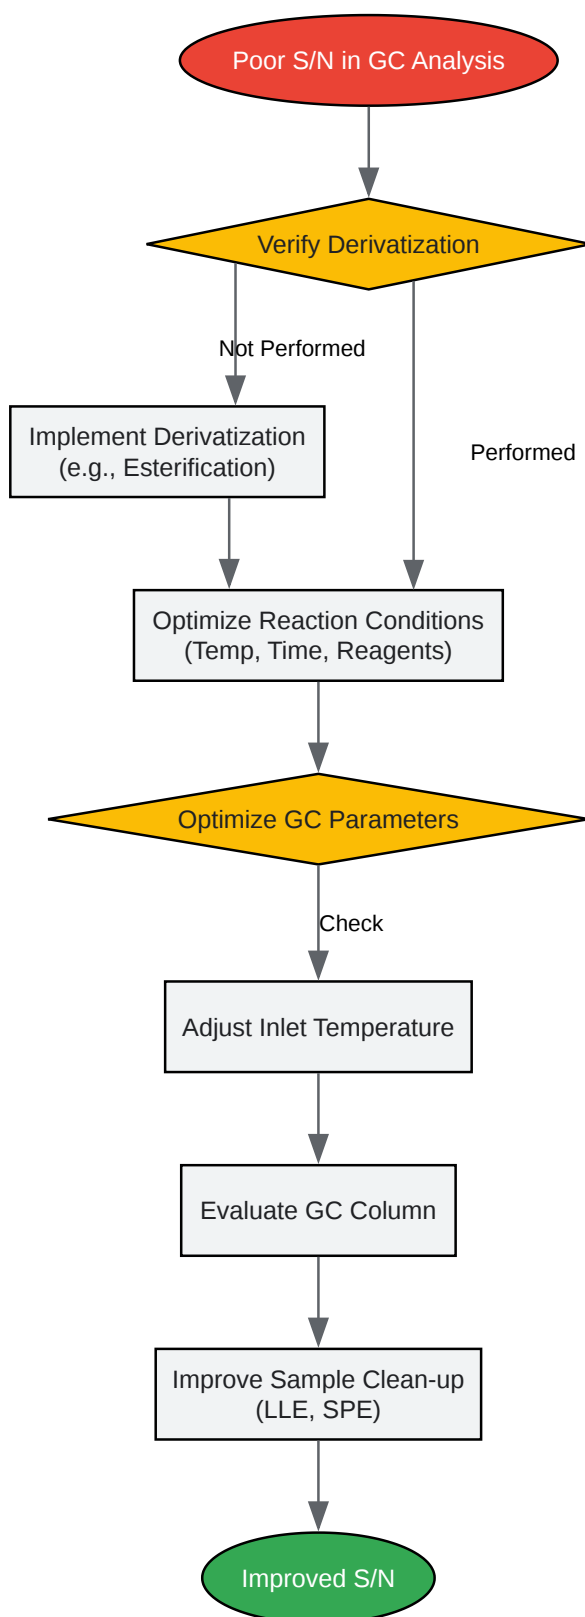 Poor S/N in GC Analysis
Verify Derivatization
Not Performed
Implement Derivatization
(e.g., Esterification)
Performed
Optimize Reaction Conditions
(Temp, Time, Reagents)
Optimize GC Parameters
Check
Adjust Inlet Temperature
Evaluate GC Column
Improve Sample Clean-up
(LLE, SPE)
Improved S/N